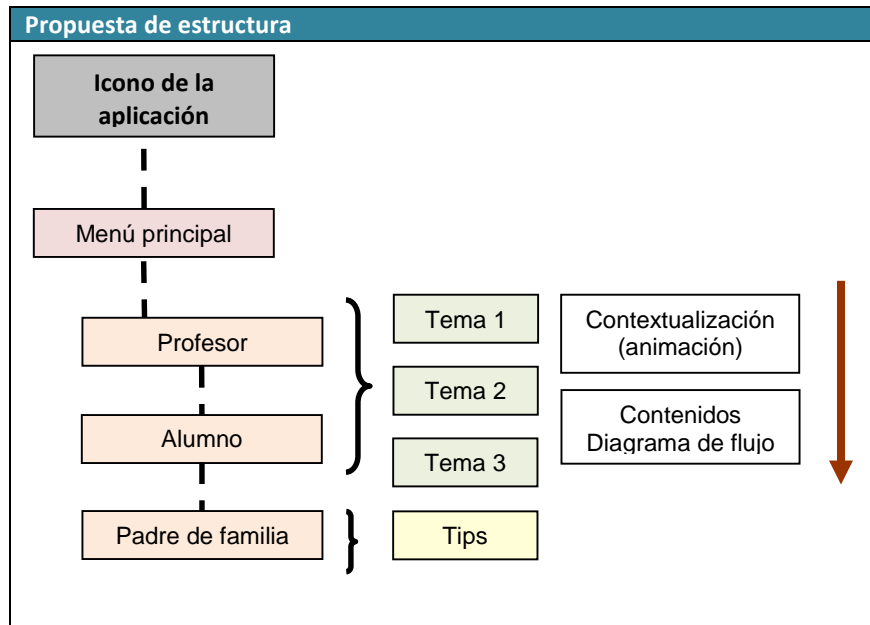 Propuesta de estructura
Icono de la
aplicación
Menú principal
Profesor
Alumno
Padre de familia
Tema 1
Tema 2
Tema 3
Tips
Contextualización
(animación)
Contenidos
Diagrama de flujo